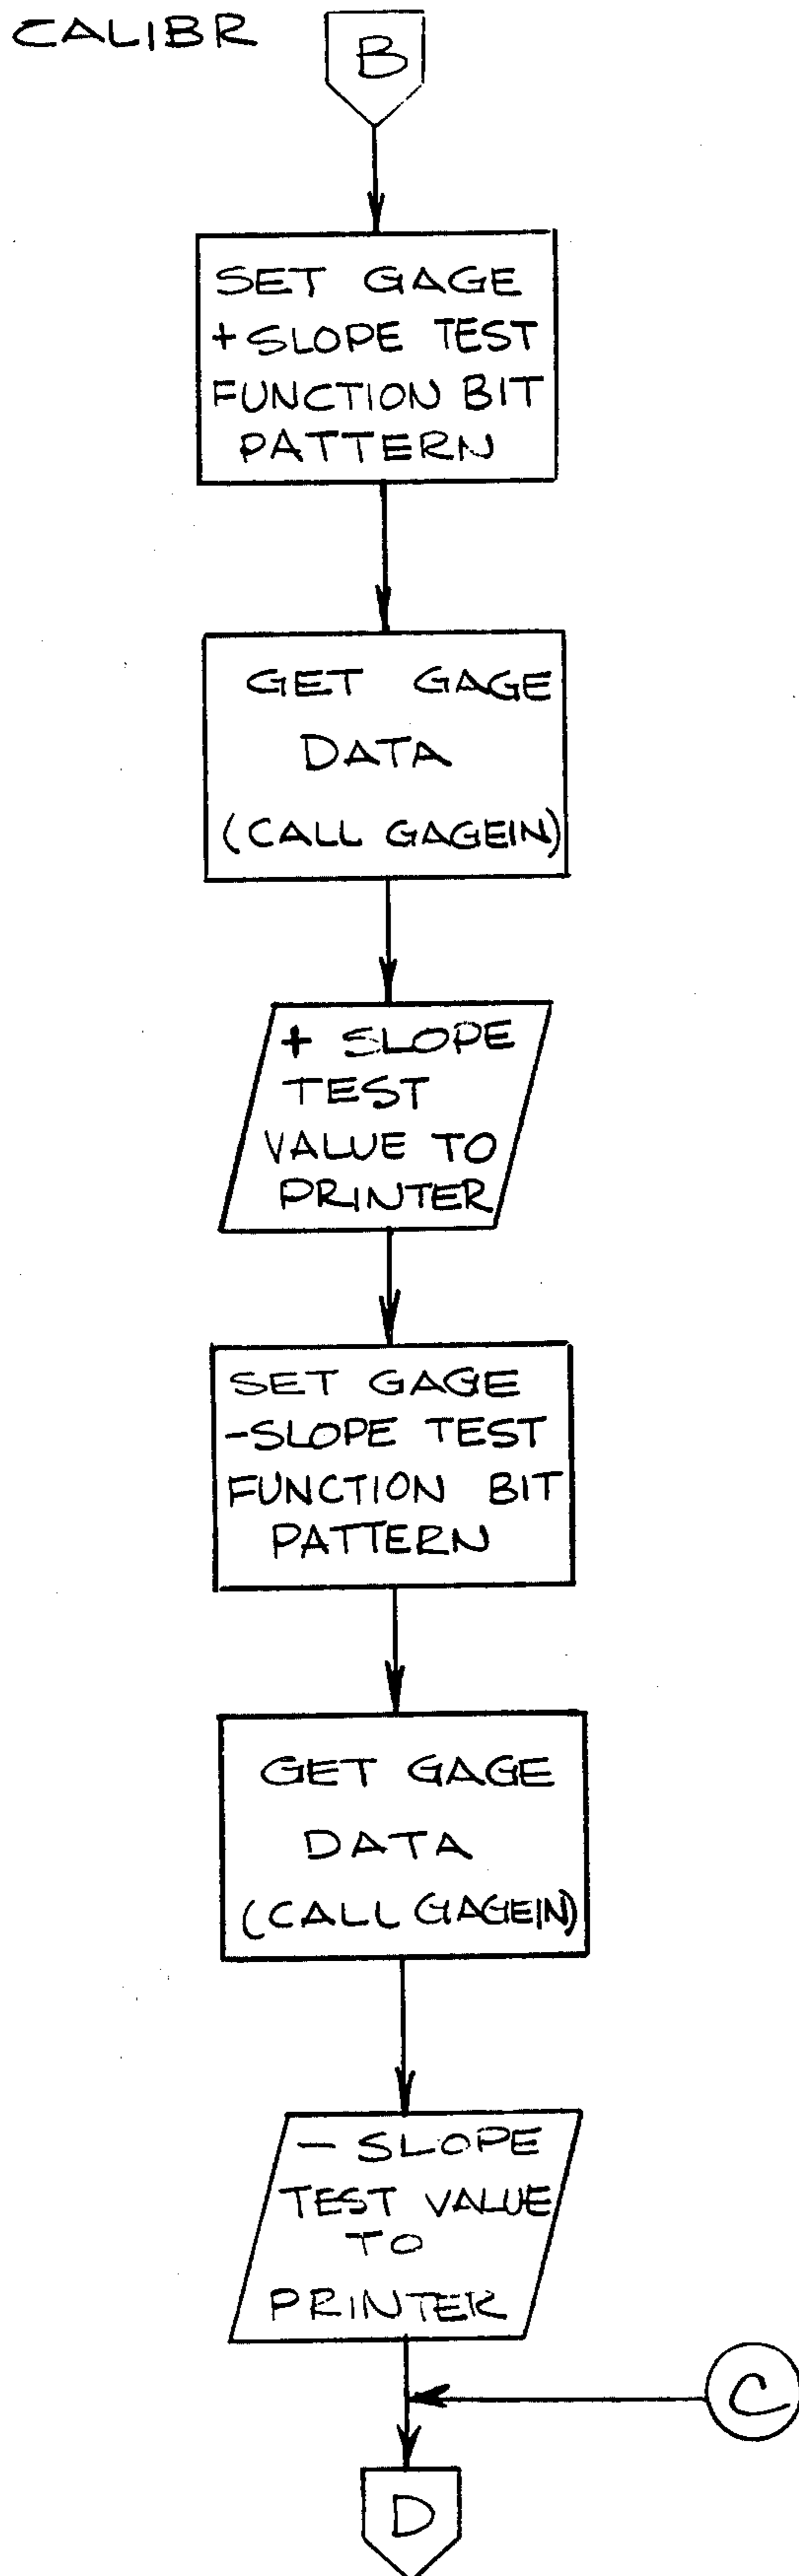 CALIBR
B
SET GAGE
+SLOPE TEST
FUNCTION BIT
PATTERN
GET GAGE
DATA
(CALL GAGEIN)
+ SLOPE
TEST
VALUE TO
PRINTER
SET GAGE
-SLOPE TEST
FUNCTION BIT
PATTERN
GET GAGE
DATA
(CALL GAGEIN)
- SLOPE
TEST VALUE
TO
PRINTER
C
D